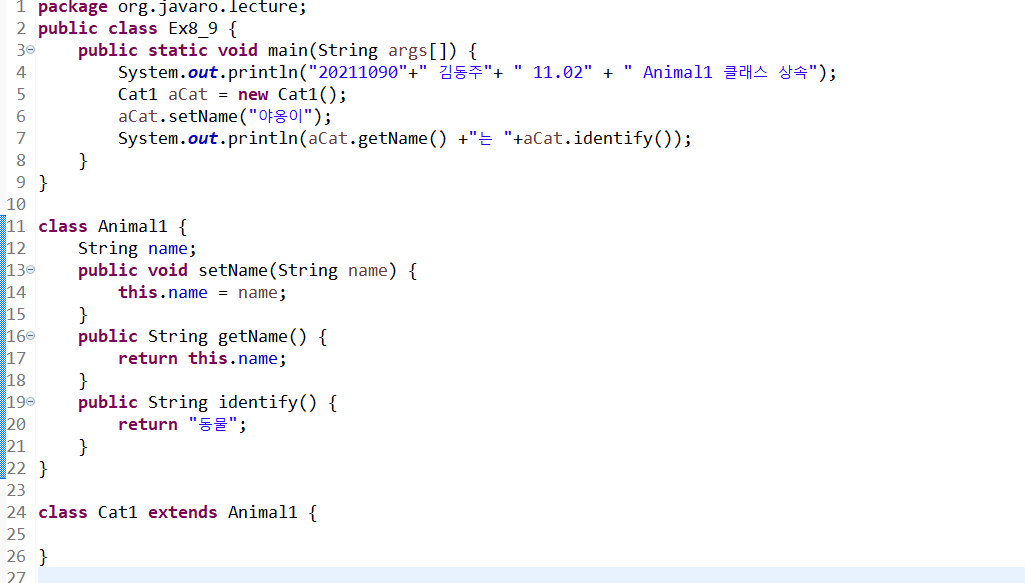 1 package org.javaro.lecture;
2 public class Ex8_9 {
3 public static void main(String args[]) {
4 System.out.println("20211090"+" 김동주"+ " 11.02" + " Animal1 클래스 상속");
5 Cat1 aCat = new Cat1();
6 aCat.setName("야옹이");
7 System.out.println(aCat.getName() +"는 "+aCat.identify());
8 }
9 }
10
11 class Animal1 {
12 String name;
13 public void setName(String name) {
14 this.name = name;
15 }
16 public String getName() {
17 return this.name;
18 }
19 public String identify() {
20 return "동물";
21 }
22 }
23
24 class Cat1 extends Animal1 {
25
26 }
27